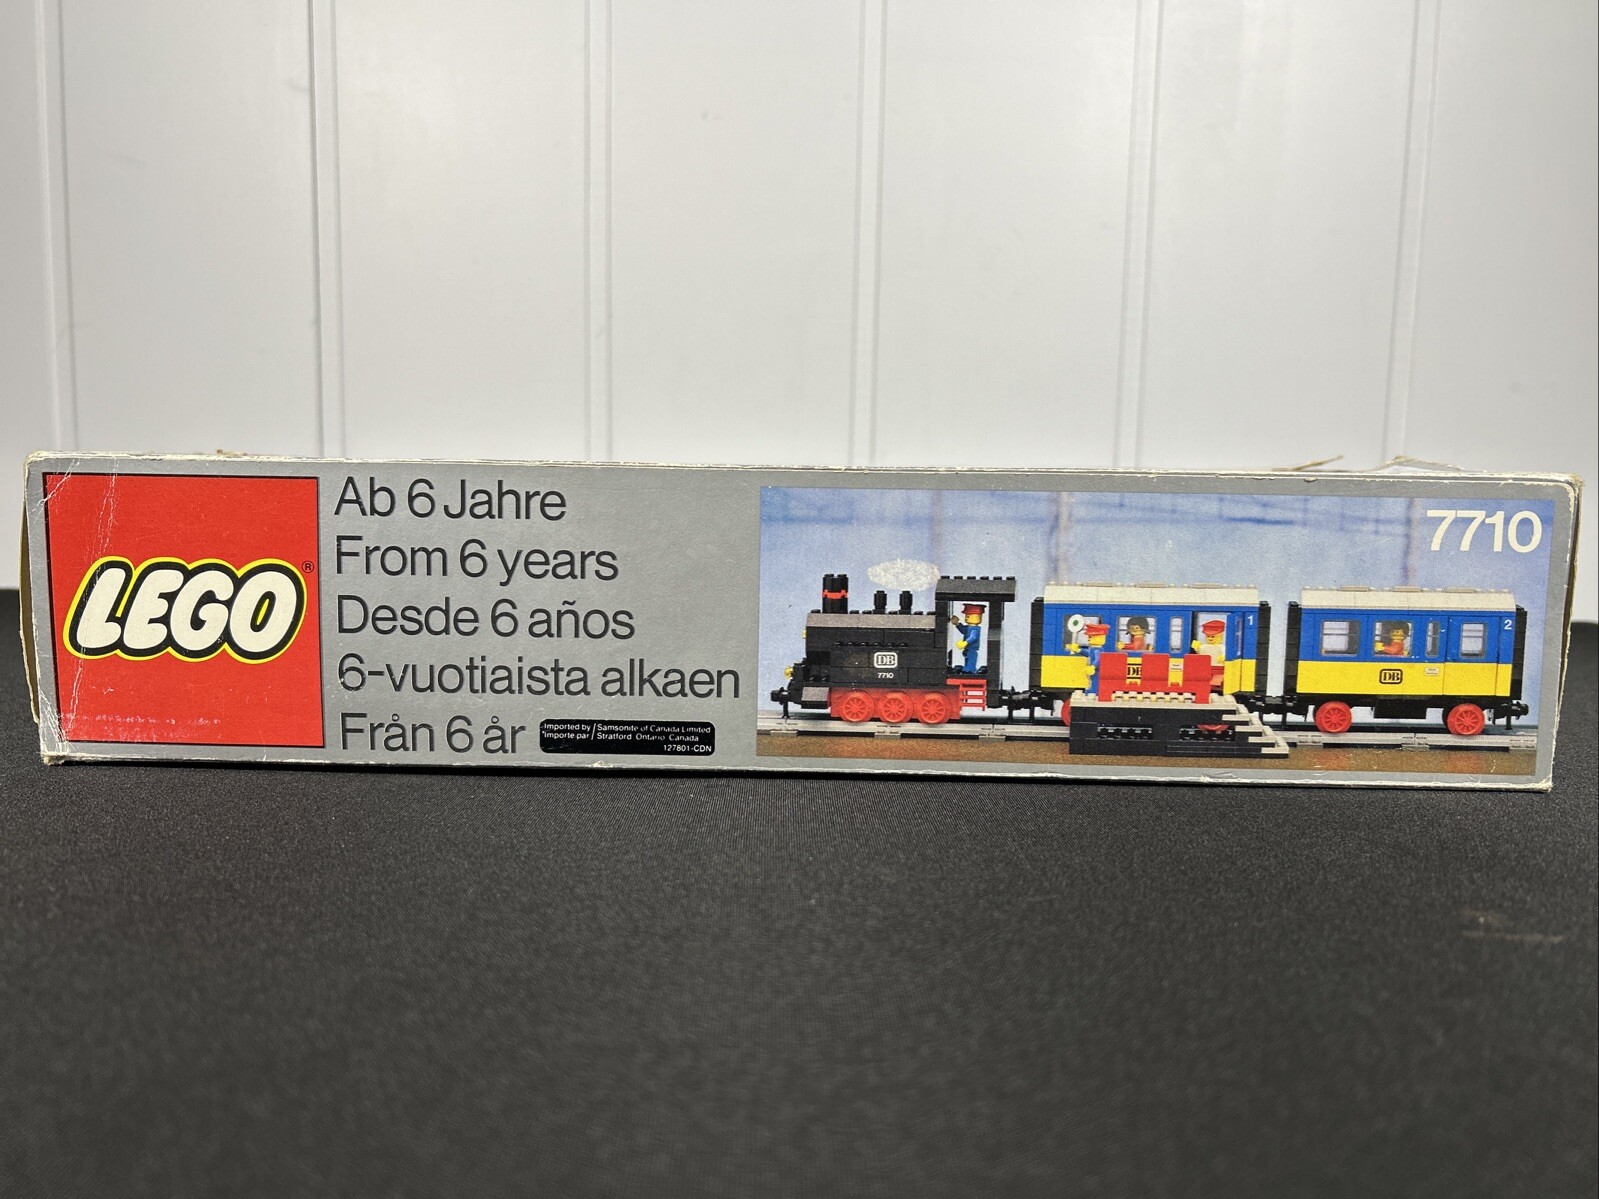 LEGO®
Ab 6 Jahre
From 6 years
Desde 6 años
6-vuotiaista alkaen
Från 6 år
Imported by / Samsonite of Canada Limited
Importe par / Stratford Ontario Canada
127801-CDN
7710
DB
7710
1
DB
DB
2